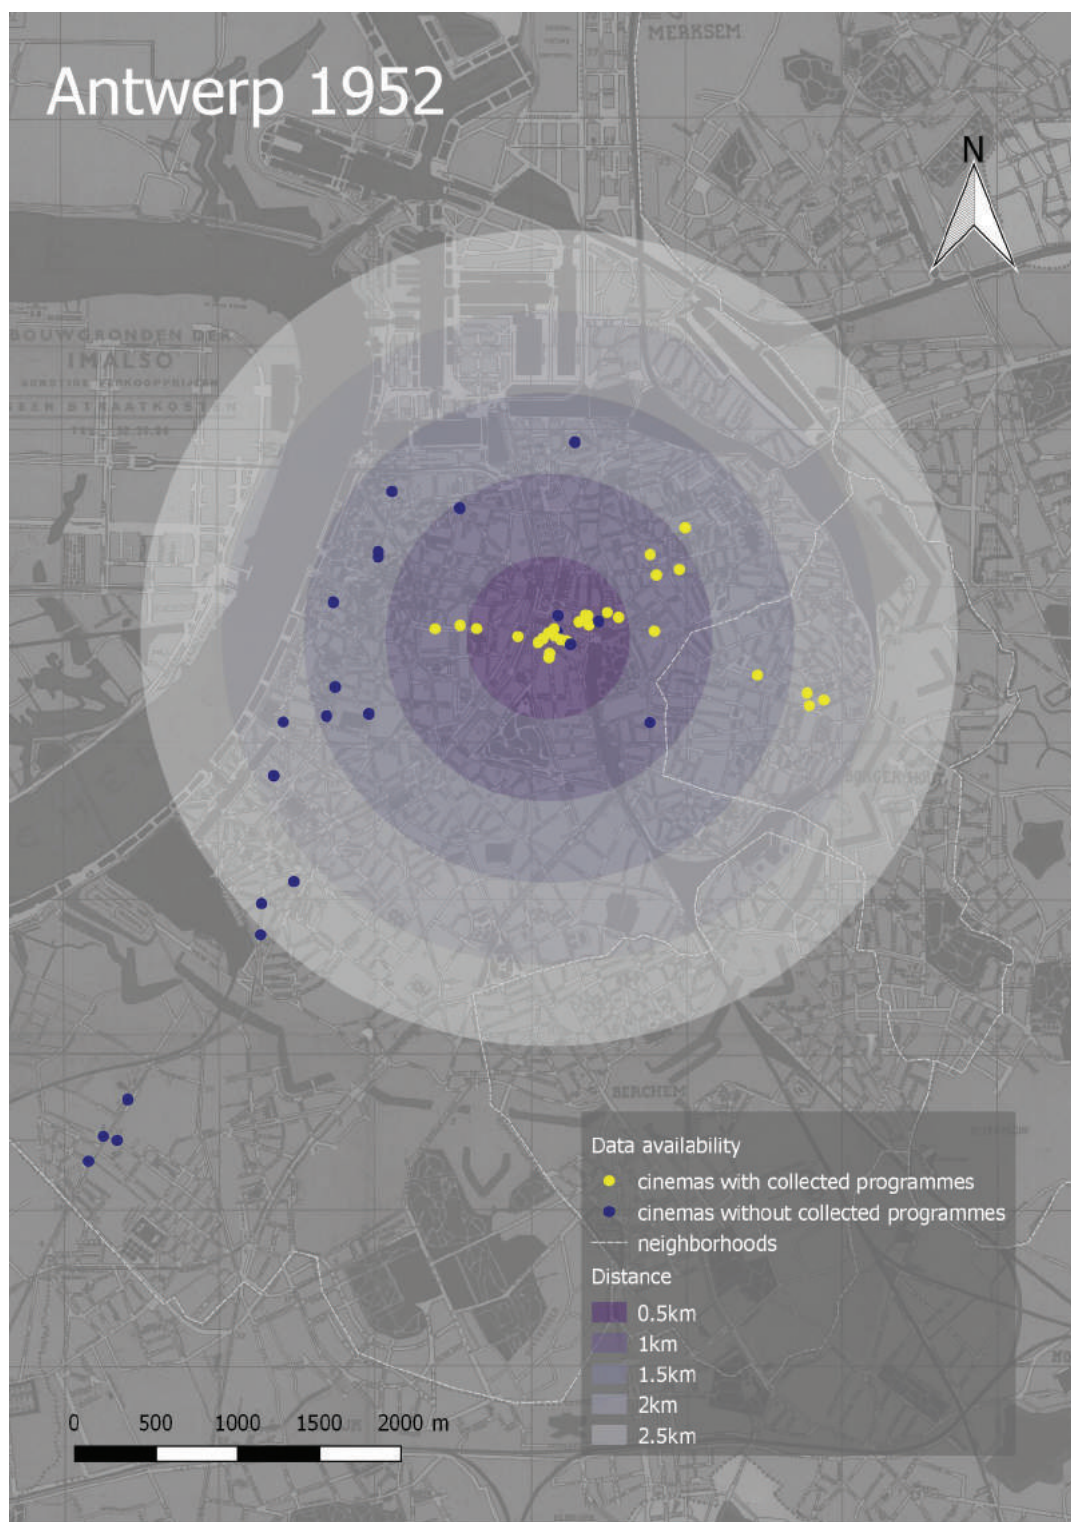 MERKSEM
Antwerp 1952
N
BOUWGRONDEN DER
IMALSO
BERCHEM
Data availability
cinemas with collected programmes
cinemas without collected programmes
neighborhoods
Distance
0.5km
1km
1.5km
2km
2.5km
0 500 1000 1500 2000 m